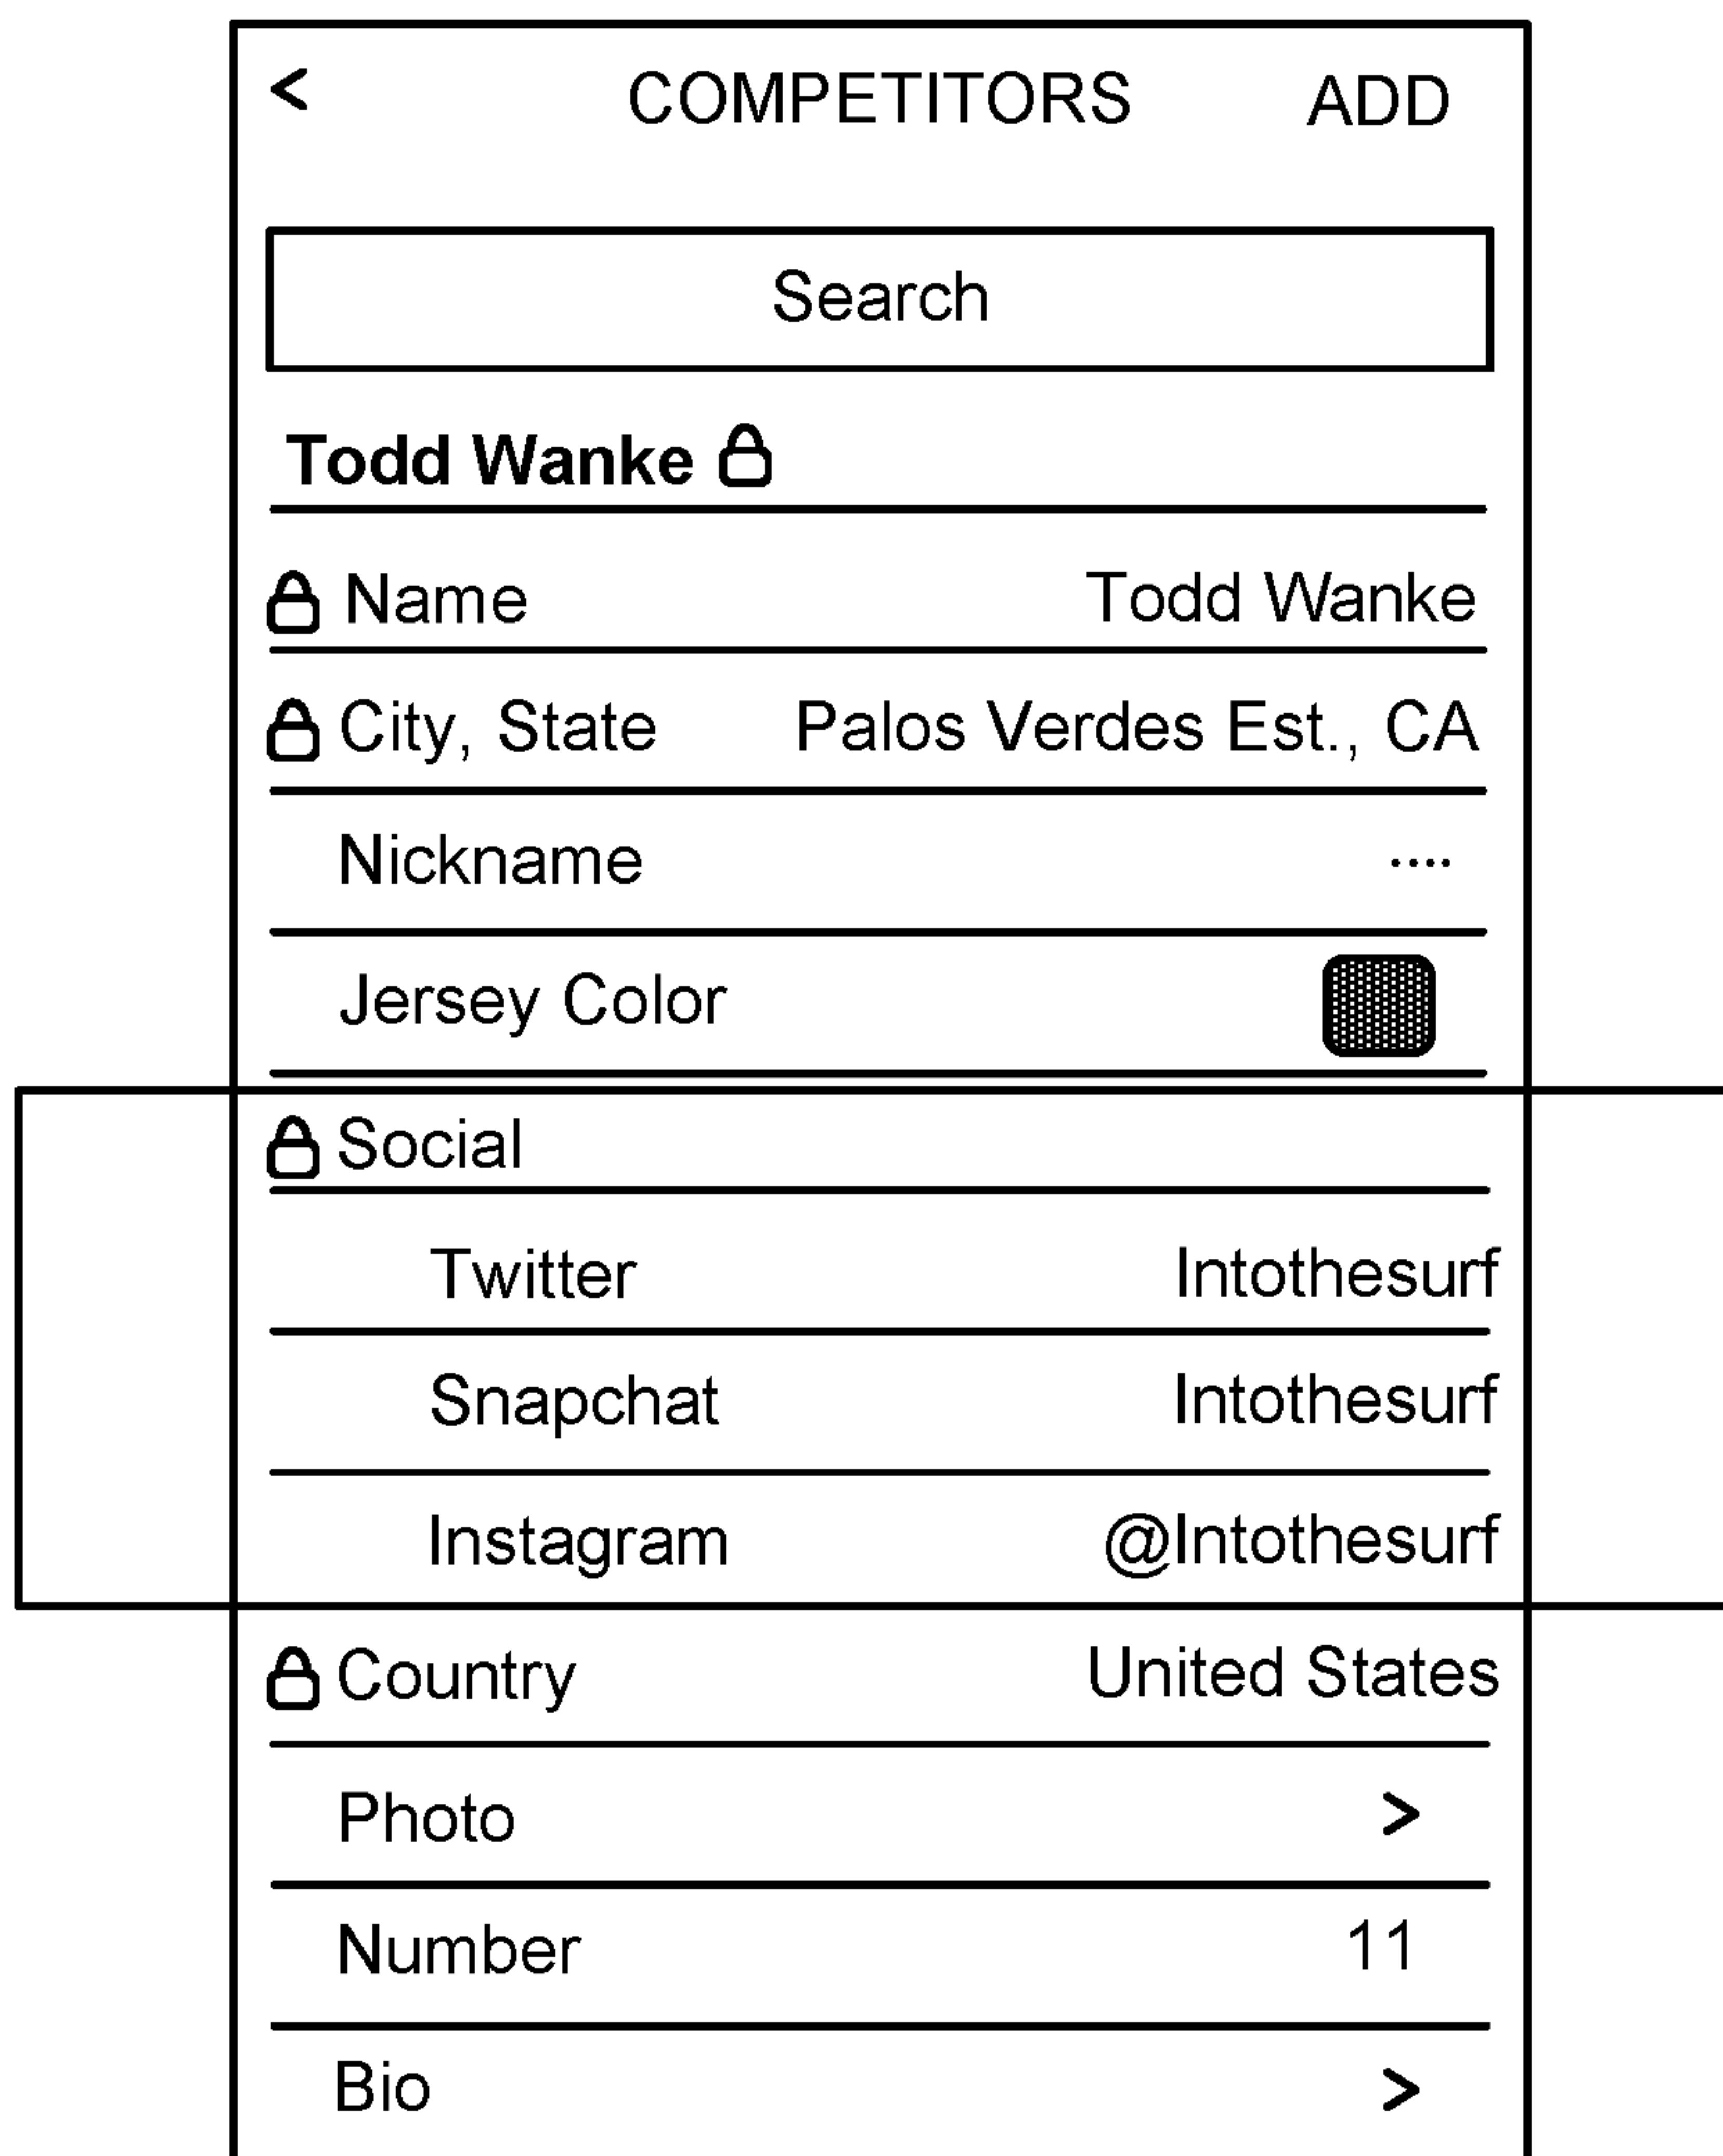 < COMPETITORS ADD
Search
Todd Wanke
Name Todd Wanke
City, State Palos Verdes Est., CA
Nickname ....
Jersey Color
Social
Twitter Intothesurf
Snapchat Intothesurf
Instagram @Intothesurf
Country United States
Photo >
Number 11
Bio >